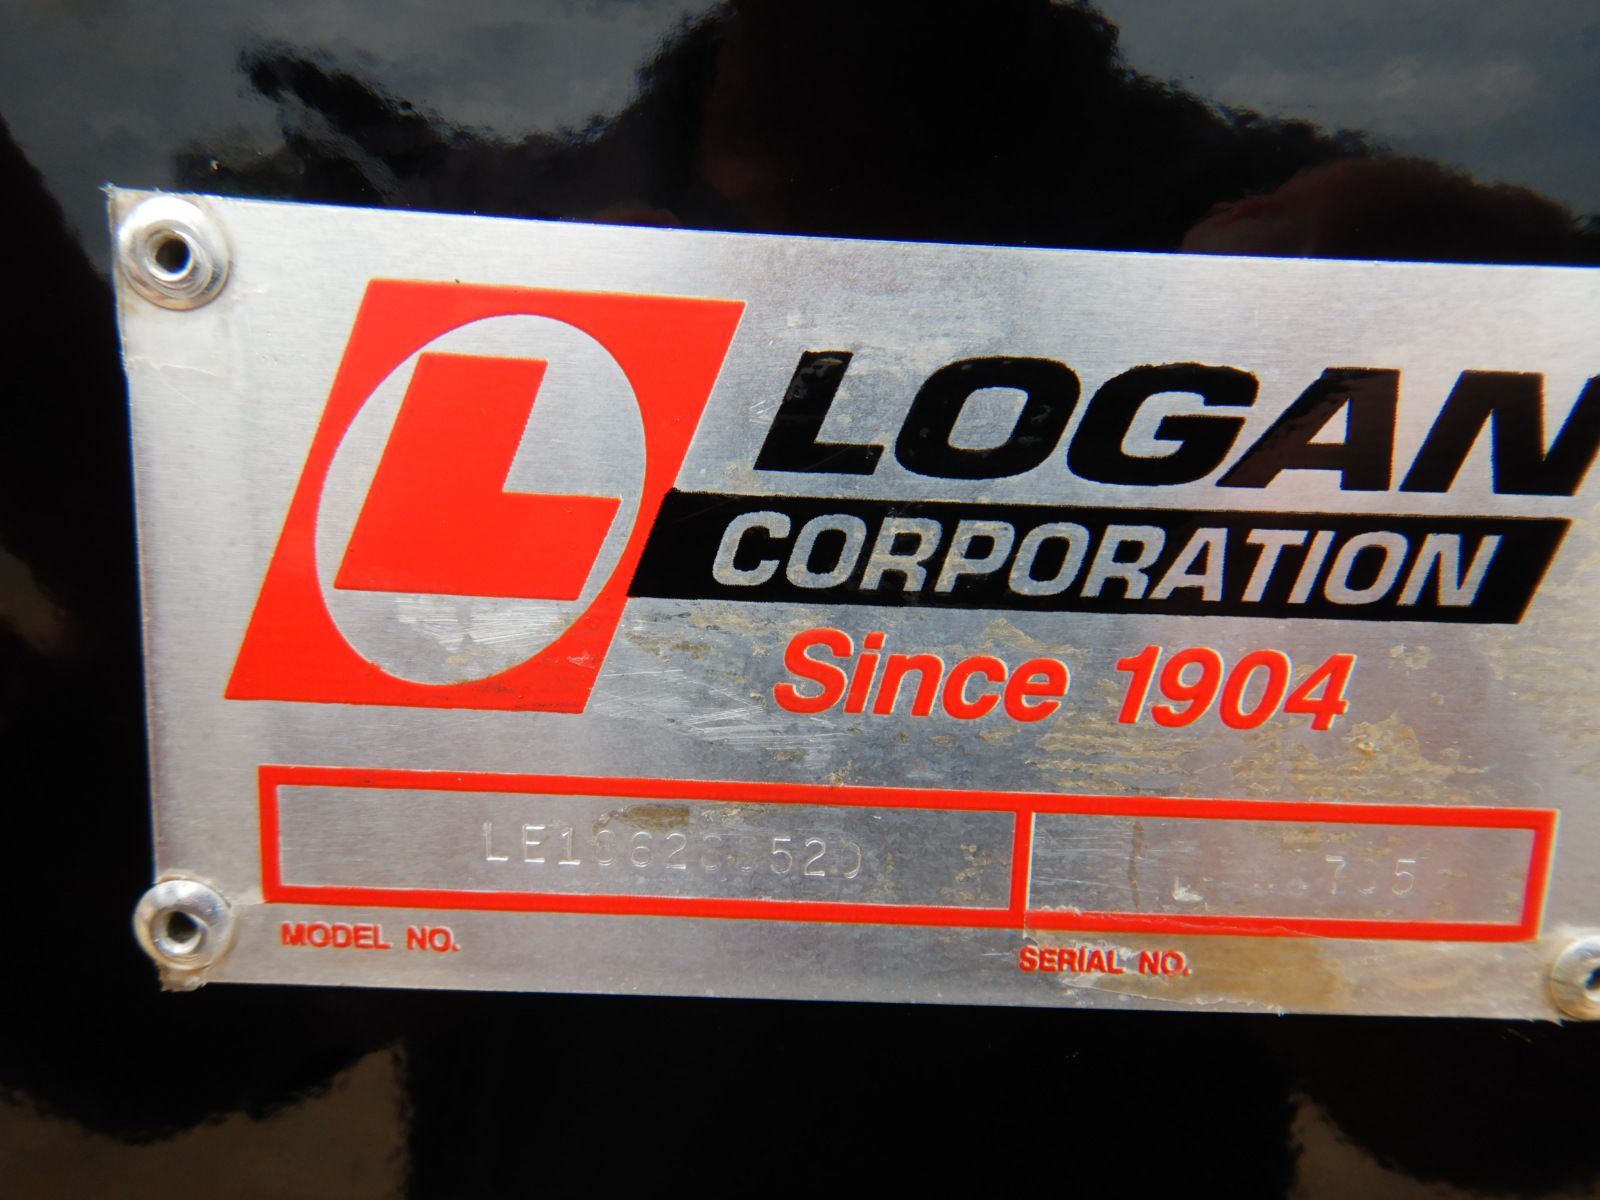 LOGAN
CORPORATION
Since 1904
MODEL NO.
SERIAL NO.